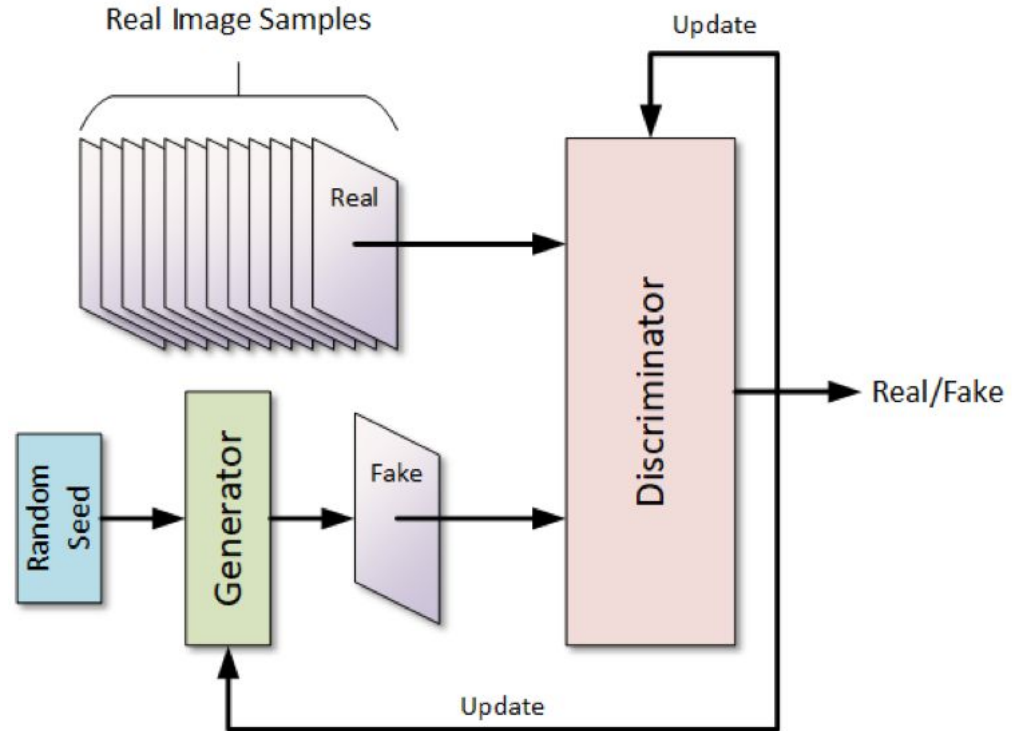 Real Image Samples
Update
Real
Discriminator
Real/Fake
Random
Seed
Generator
Fake
Update